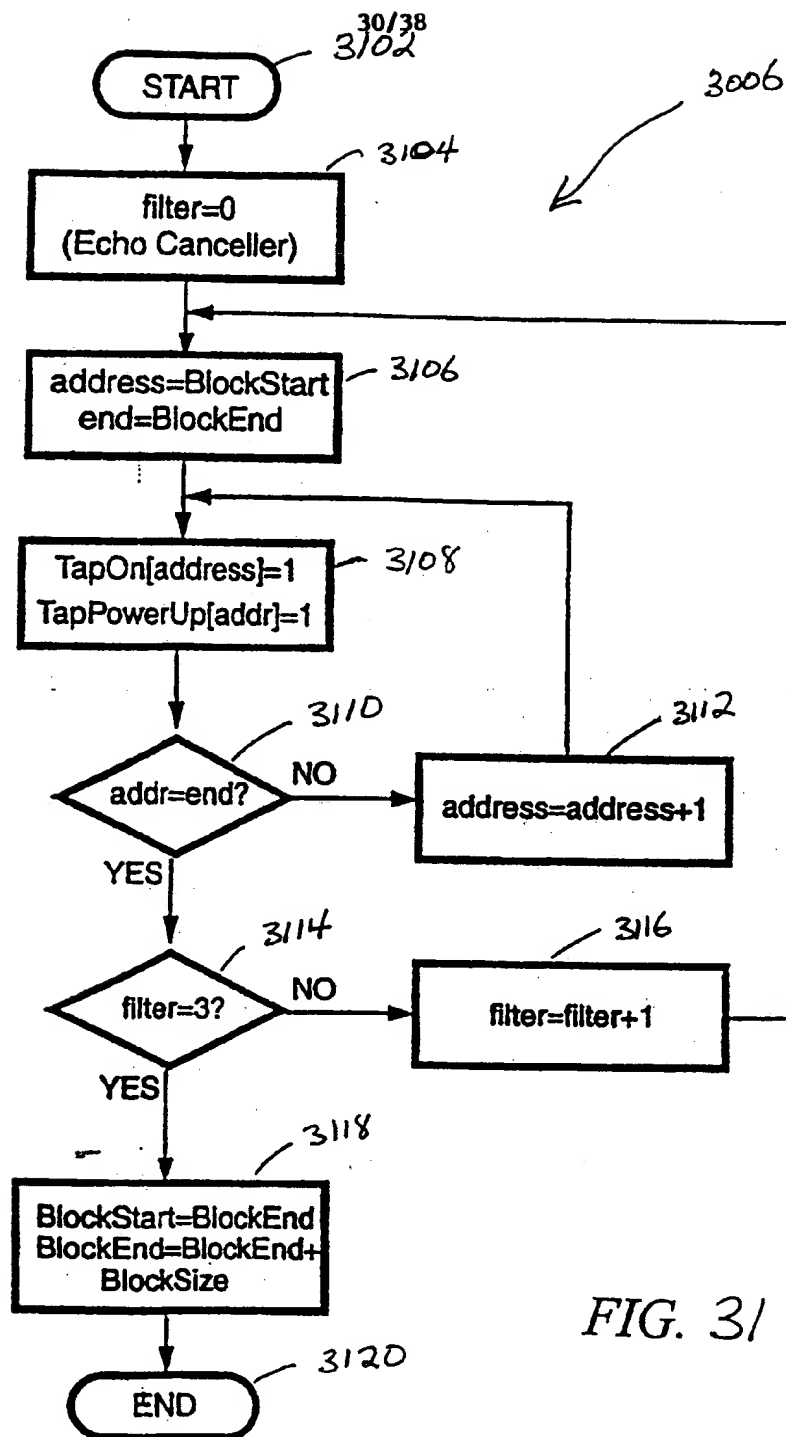 30/38
3102
START
3006
3104
filter=0
(Echo Canceller)
3106
address=BlockStart
end=BlockEnd
3108
TapOn[address]=1
TapPowerUp[addr]=1
3110
addr=end?
NO
3112
address=address+1
YES
3114
filter=3?
NO
3116
filter=filter+1
YES
3118
BlockStart=BlockEnd
BlockEnd=BlockEnd+
BlockSize
FIG. 31
3120
END